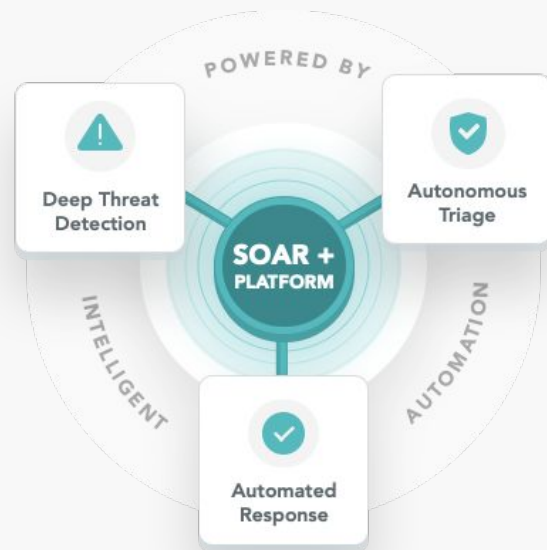 POWERED BY
Deep Threat
Detection
Autonomous
Triage
SOAR +
PLATFORM
INTELLIGENT
AUTOMATION
Automated
Response